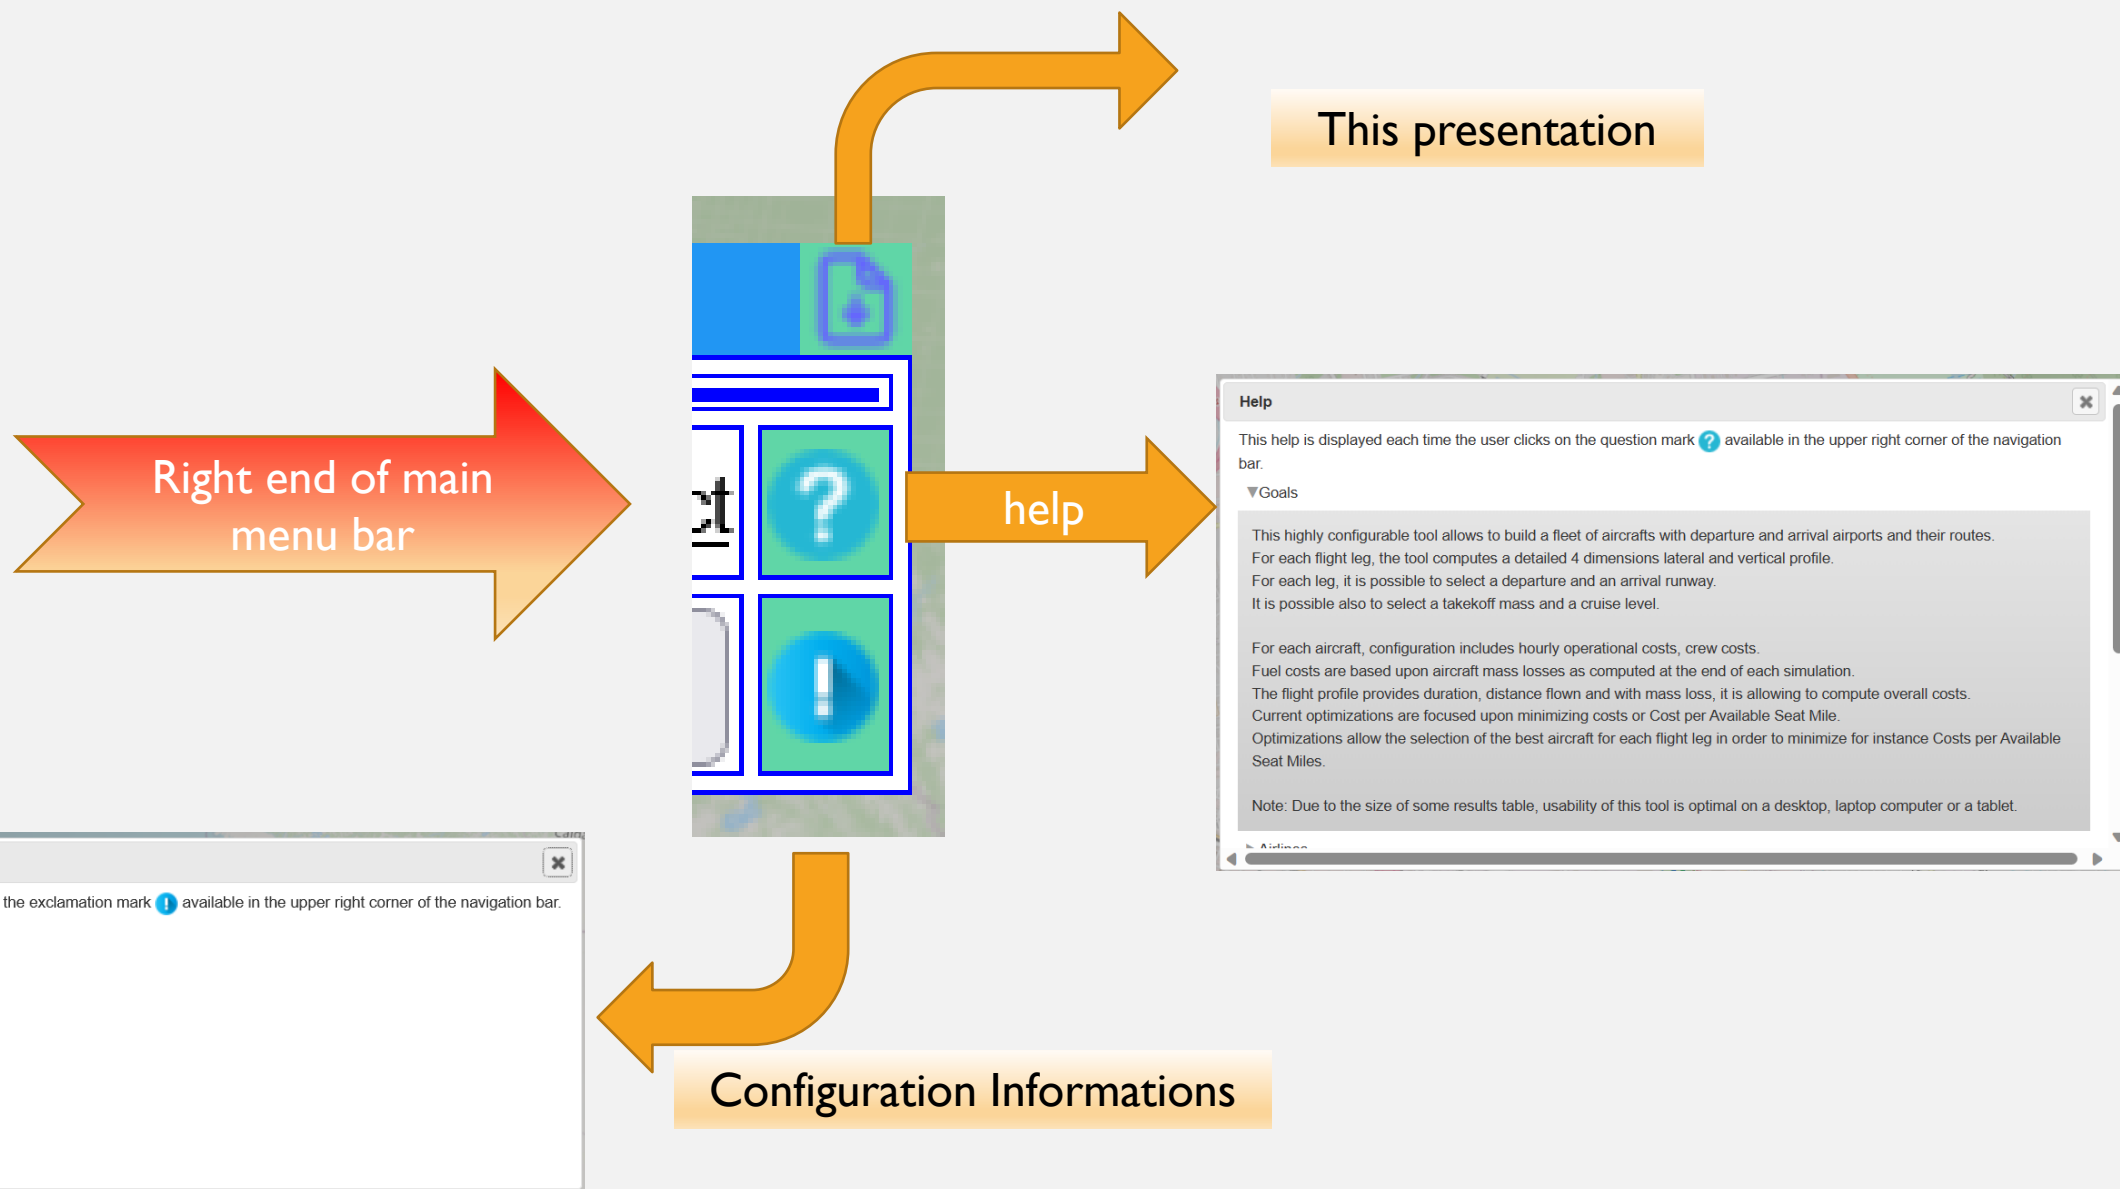 This presentation
Right end of main
menu bar
ct
help
Help
This help is displayed each time the user clicks on the question mark ? available in the upper right corner of the navigation
bar.
▼Goals
This highly configurable tool allows to build a fleet of aircrafts with departure and arrival airports and their routes.
For each flight leg, the tool computes a detailed 4 dimensions lateral and vertical profile.
For each leg, it is possible to select a departure and an arrival runway.
It is possible also to select a takekoff mass and a cruise level.
For each aircraft, configuration includes hourly operational costs, crew costs.
Fuel costs are based upon aircraft mass losses as computed at the end of each simulation.
The flight profile provides duration, distance flown and with mass loss, it is allowing to compute overall costs.
Current optimizations are focused upon minimizing costs or Cost per Available Seat Mile.
Optimizations allow the selection of the best aircraft for each flight leg in order to minimize for instance Costs per Available
Seat Miles.
Note: Due to the size of some results table, usability of this tool is optimal on a desktop, laptop computer or a tablet.
the exclamation mark ! available in the upper right corner of the navigation bar.
Configuration Informations